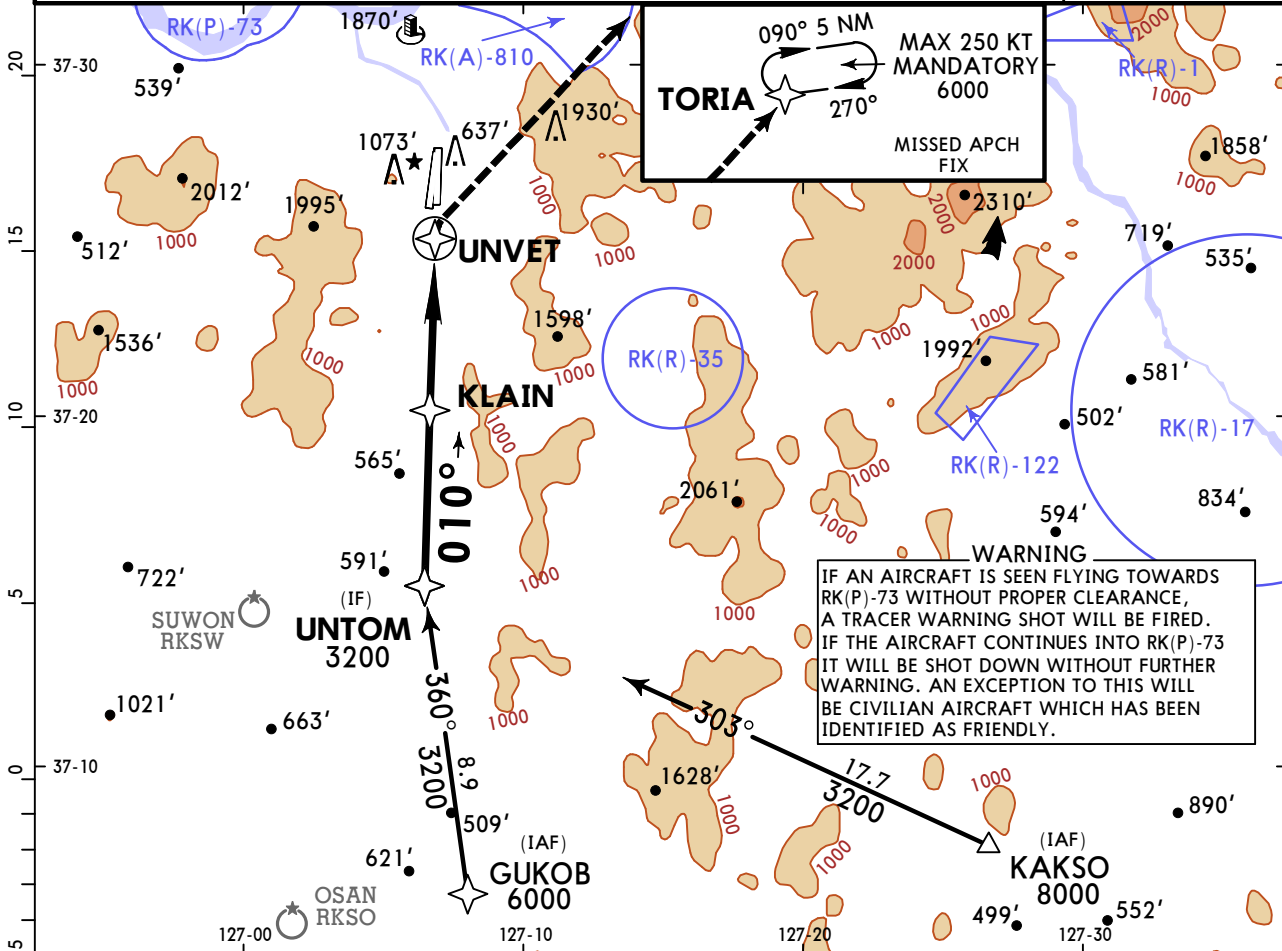 RK(P)-73
1870'
RK(A)-810
090° 5 NM
MAX 250 KT
MANDATORY
6000
TORIA
270°
MISSED APCH
FIX
2000
RK(R)-1
1000
20
37-30
539'
1073'
637'
1930'
1858'
1000
2012'
1995'
1000
1000
2000
2310'
15
512'
UNVET
1000
2000
719'
535'
1536'
1000
1000
1598'
1000
RK(R)-35
1000
1000
1992'
581'
10
37-20
KLAIN
1000
502'
RK(R)-17
RK(R)-122
565'
010°
2061'
1000
1000
834'
594'
722'
591'
1000
1000
5
SUWON
RKSW
(IF)
UNTOM
3200
WARNING
IF AN AIRCRAFT IS SEEN FLYING TOWARDS
RK(P)-73 WITHOUT PROPER CLEARANCE,
A TRACER WARNING SHOT WILL BE FIRED.
IF THE AIRCRAFT CONTINUES INTO RK(P)-73
IT WILL BE SHOT DOWN WITHOUT FURTHER
WARNING. AN EXCEPTION TO THIS WILL
BE CIVILIAN AIRCRAFT WHICH HAS BEEN
IDENTIFIED AS FRIENDLY.
1021'
663'
360°
1000
303°
0
37-10
8.9
3200
1628'
1000
17.7
3200
1000
890'
509'
621'
(IAF)
GUKOB
6000
1000
(IAF)
KAKSO
8000
OSAN
RKSO
499'
552'
5
127-00
127-10
127-20
127-30